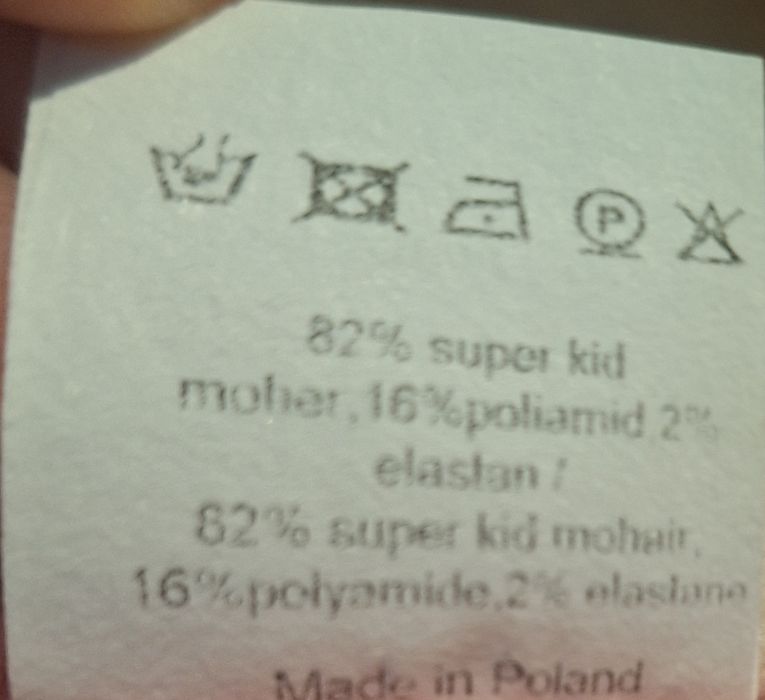 P
82% super kid
moher,16%poliamid 2%
elastan /
82% super kid mohair,
16%polyamide,2% elastane
Made in Poland